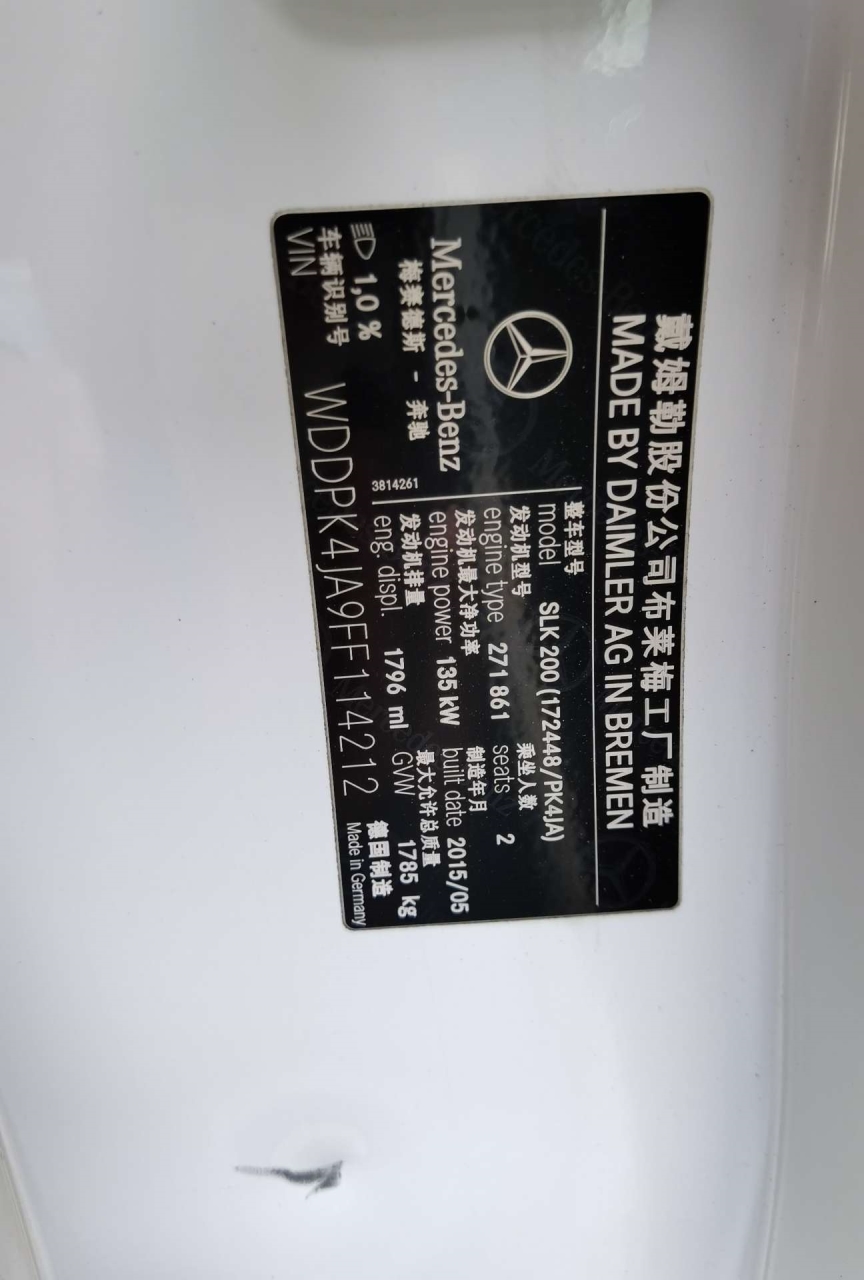 戴姆勒股份公司布莱梅工厂制造
MADE BY DAIMLER AG IN BREMEN
Mercedes-Benz
梅赛德斯 - 奔驰
1,0 %
3814261
整车型号
model SLK 200 (172448/PK4JA)
发动机型号 乘坐人数
engine type 271 861 seats 2
发动机最大净功率 制造年月
engine power 135 kW built date 2015/05
发动机排量 最大允许总质量
eng. displ. 1796 ml GVW 1785 kg
车辆识别号 德国制造
VIN WDDPK4JA9FF114212 Made in Germany